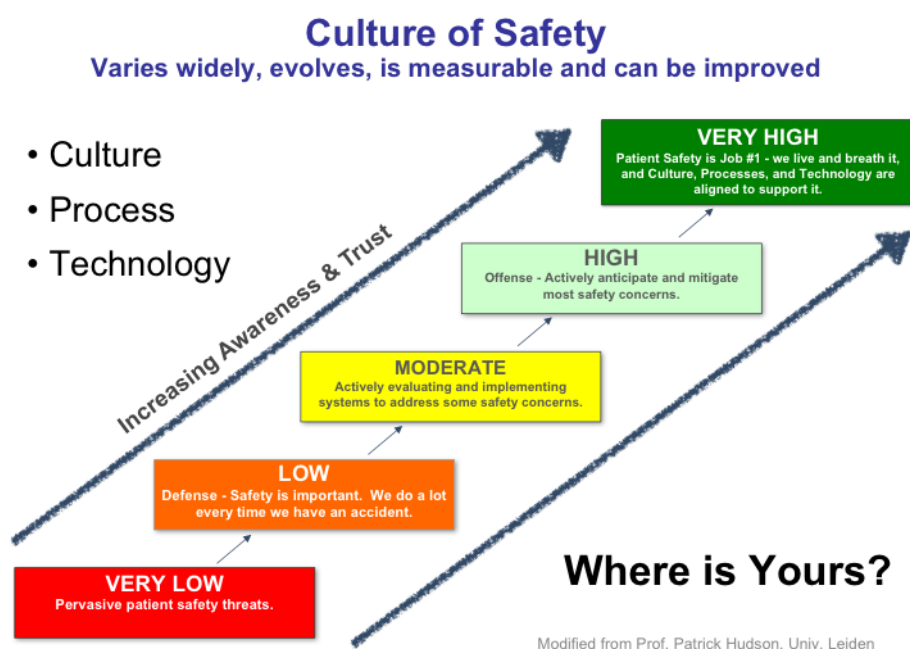 Culture of Safety
Varies widely, evolves, is measurable and can be improved
• Culture
• Process
• Technology
Increasing Awareness & Trust
VERY HIGH
Patient Safety is Job #1 - we live and breath it,
and Culture, Processes, and Technology are
aligned to support it.
HIGH
Offense - Actively anticipate and mitigate
most safety concerns.
MODERATE
Actively evaluating and implementing
systems to address some safety concerns.
LOW
Defense - Safety is important.  We do a lot
every time we have an accident.
VERY LOW
Pervasive patient safety threats.
Where is Yours?
Modified from Prof. Patrick Hudson, Univ. Leiden